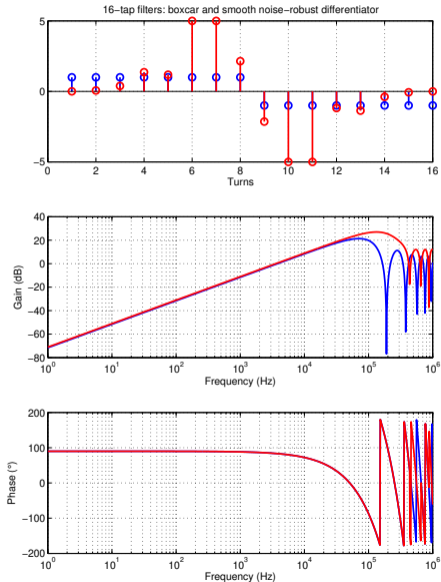 16−tap filters: boxcar and smooth noise−robust differentiator
5
0
−5
0 2 4 6 8 10 12 14 16
Turns
40
20
0
−20
−40
−60
−80
Gain (dB)
10^0 10^1 10^2 10^3 10^4 10^5 10^6
Frequency (Hz)
200
100
0
−100
−200
Phase (°)
10^0 10^1 10^2 10^3 10^4 10^5 10^6
Frequency (Hz)